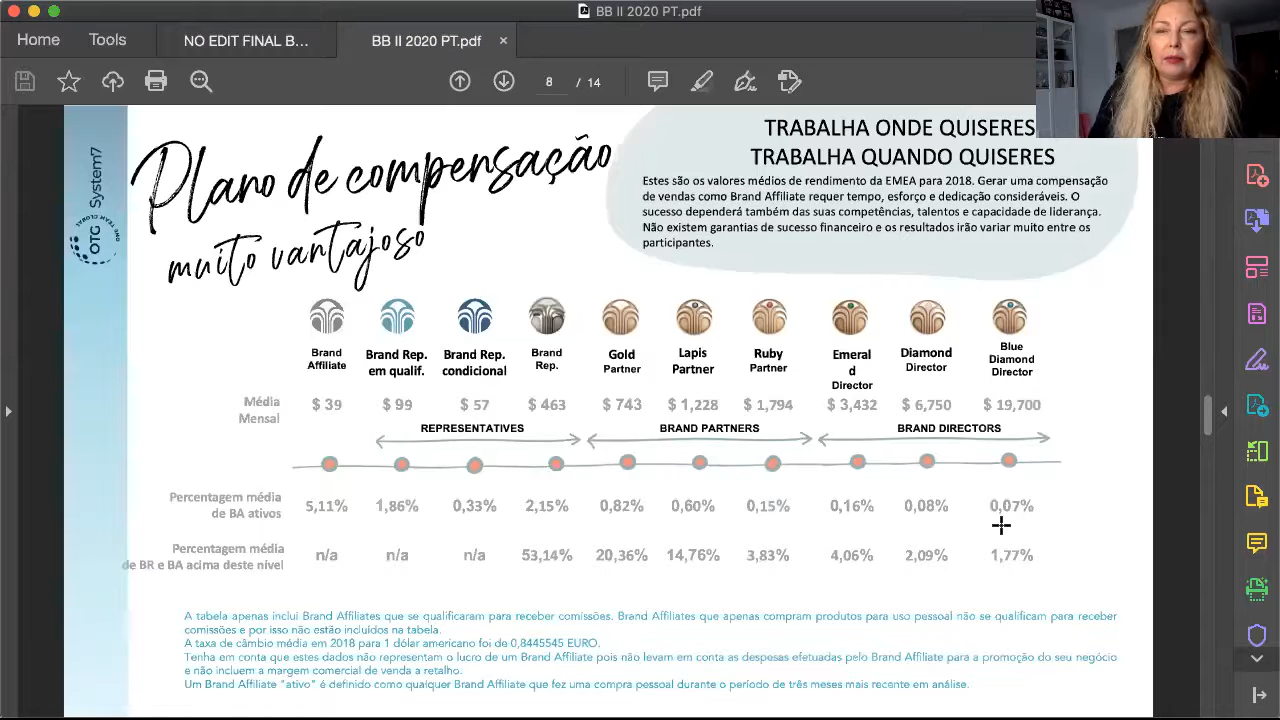 BB II 2020 PT.pdf
Home
Tools
NO EDIT FINAL B...
BB II 2020 PT.pdf ×
8 / 14
OTG System7
ONE TEAM GLOBAL
Plano de compensação
muito vantajoso
TRABALHA ONDE QUISERES
TRABALHA QUANDO QUISERES
Estes são os valores médios de rendimento da EMEA para 2018. Gerar uma compensação
de vendas como Brand Affiliate requer tempo, esforço e dedicação consideráveis. O
sucesso dependerá também das suas competências, talentos e capacidade de liderança.
Não existem garantias de sucesso financeiro e os resultados irão variar muito entre os
participantes.
Brand
Affiliate
Brand Rep.
em qualif.
Brand Rep.
condicional
Brand
Rep.
Gold
Partner
Lapis
Partner
Ruby
Partner
Emeral
d
Director
Diamond
Director
Blue
Diamond
Director
Média
Mensal
$ 39 $ 99 $ 57 $ 463 $ 743 $ 1,228 $ 1,794 $ 3,432 $ 6,750 $ 19,700
REPRESENTATIVES BRAND PARTNERS BRAND DIRECTORS
Percentagem média
de BA ativos
5,11% 1,86% 0,33% 2,15% 0,82% 0,60% 0,15% 0,16% 0,08% 0,07%
Percentagem média
de BR e BA acima deste nível
n/a n/a n/a 53,14% 20,36% 14,76% 3,83% 4,06% 2,09% 1,77%
A tabela apenas inclui Brand Affiliates que se qualificaram para receber comissões. Brand Affiliates que apenas compram produtos para uso pessoal não se qualificam para receber
comissões e por isso não estão incluídos na tabela.
A taxa de câmbio média em 2018 para 1 dólar americano foi de 0,8445545 EURO.
Tenha em conta que estes dados não representam o lucro de um Brand Affiliate pois não levam em conta as despesas efetuadas pelo Brand Affiliate para a promoção do seu negócio
e não incluem a margem comercial de venda a retalho.
Um Brand Affiliate "ativo" é definido como qualquer Brand Affiliate que fez uma compra pessoal durante o período de três meses mais recente em análise.